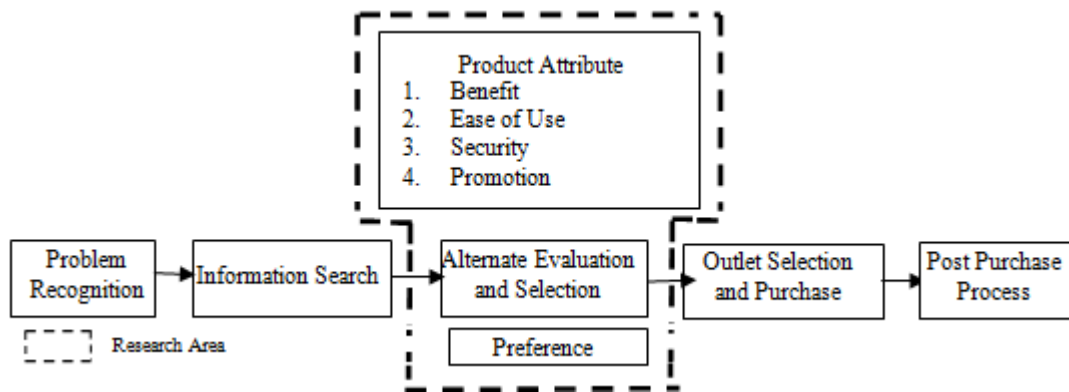 Product Attribute
1. Benefit
2. Ease of Use
3. Security
4. Promotion
Problem
Recognition
Information Search
Alternate Evaluation
and Selection
Outlet Selection
and Purchase
Post Purchase
Process
Preference
Research Area